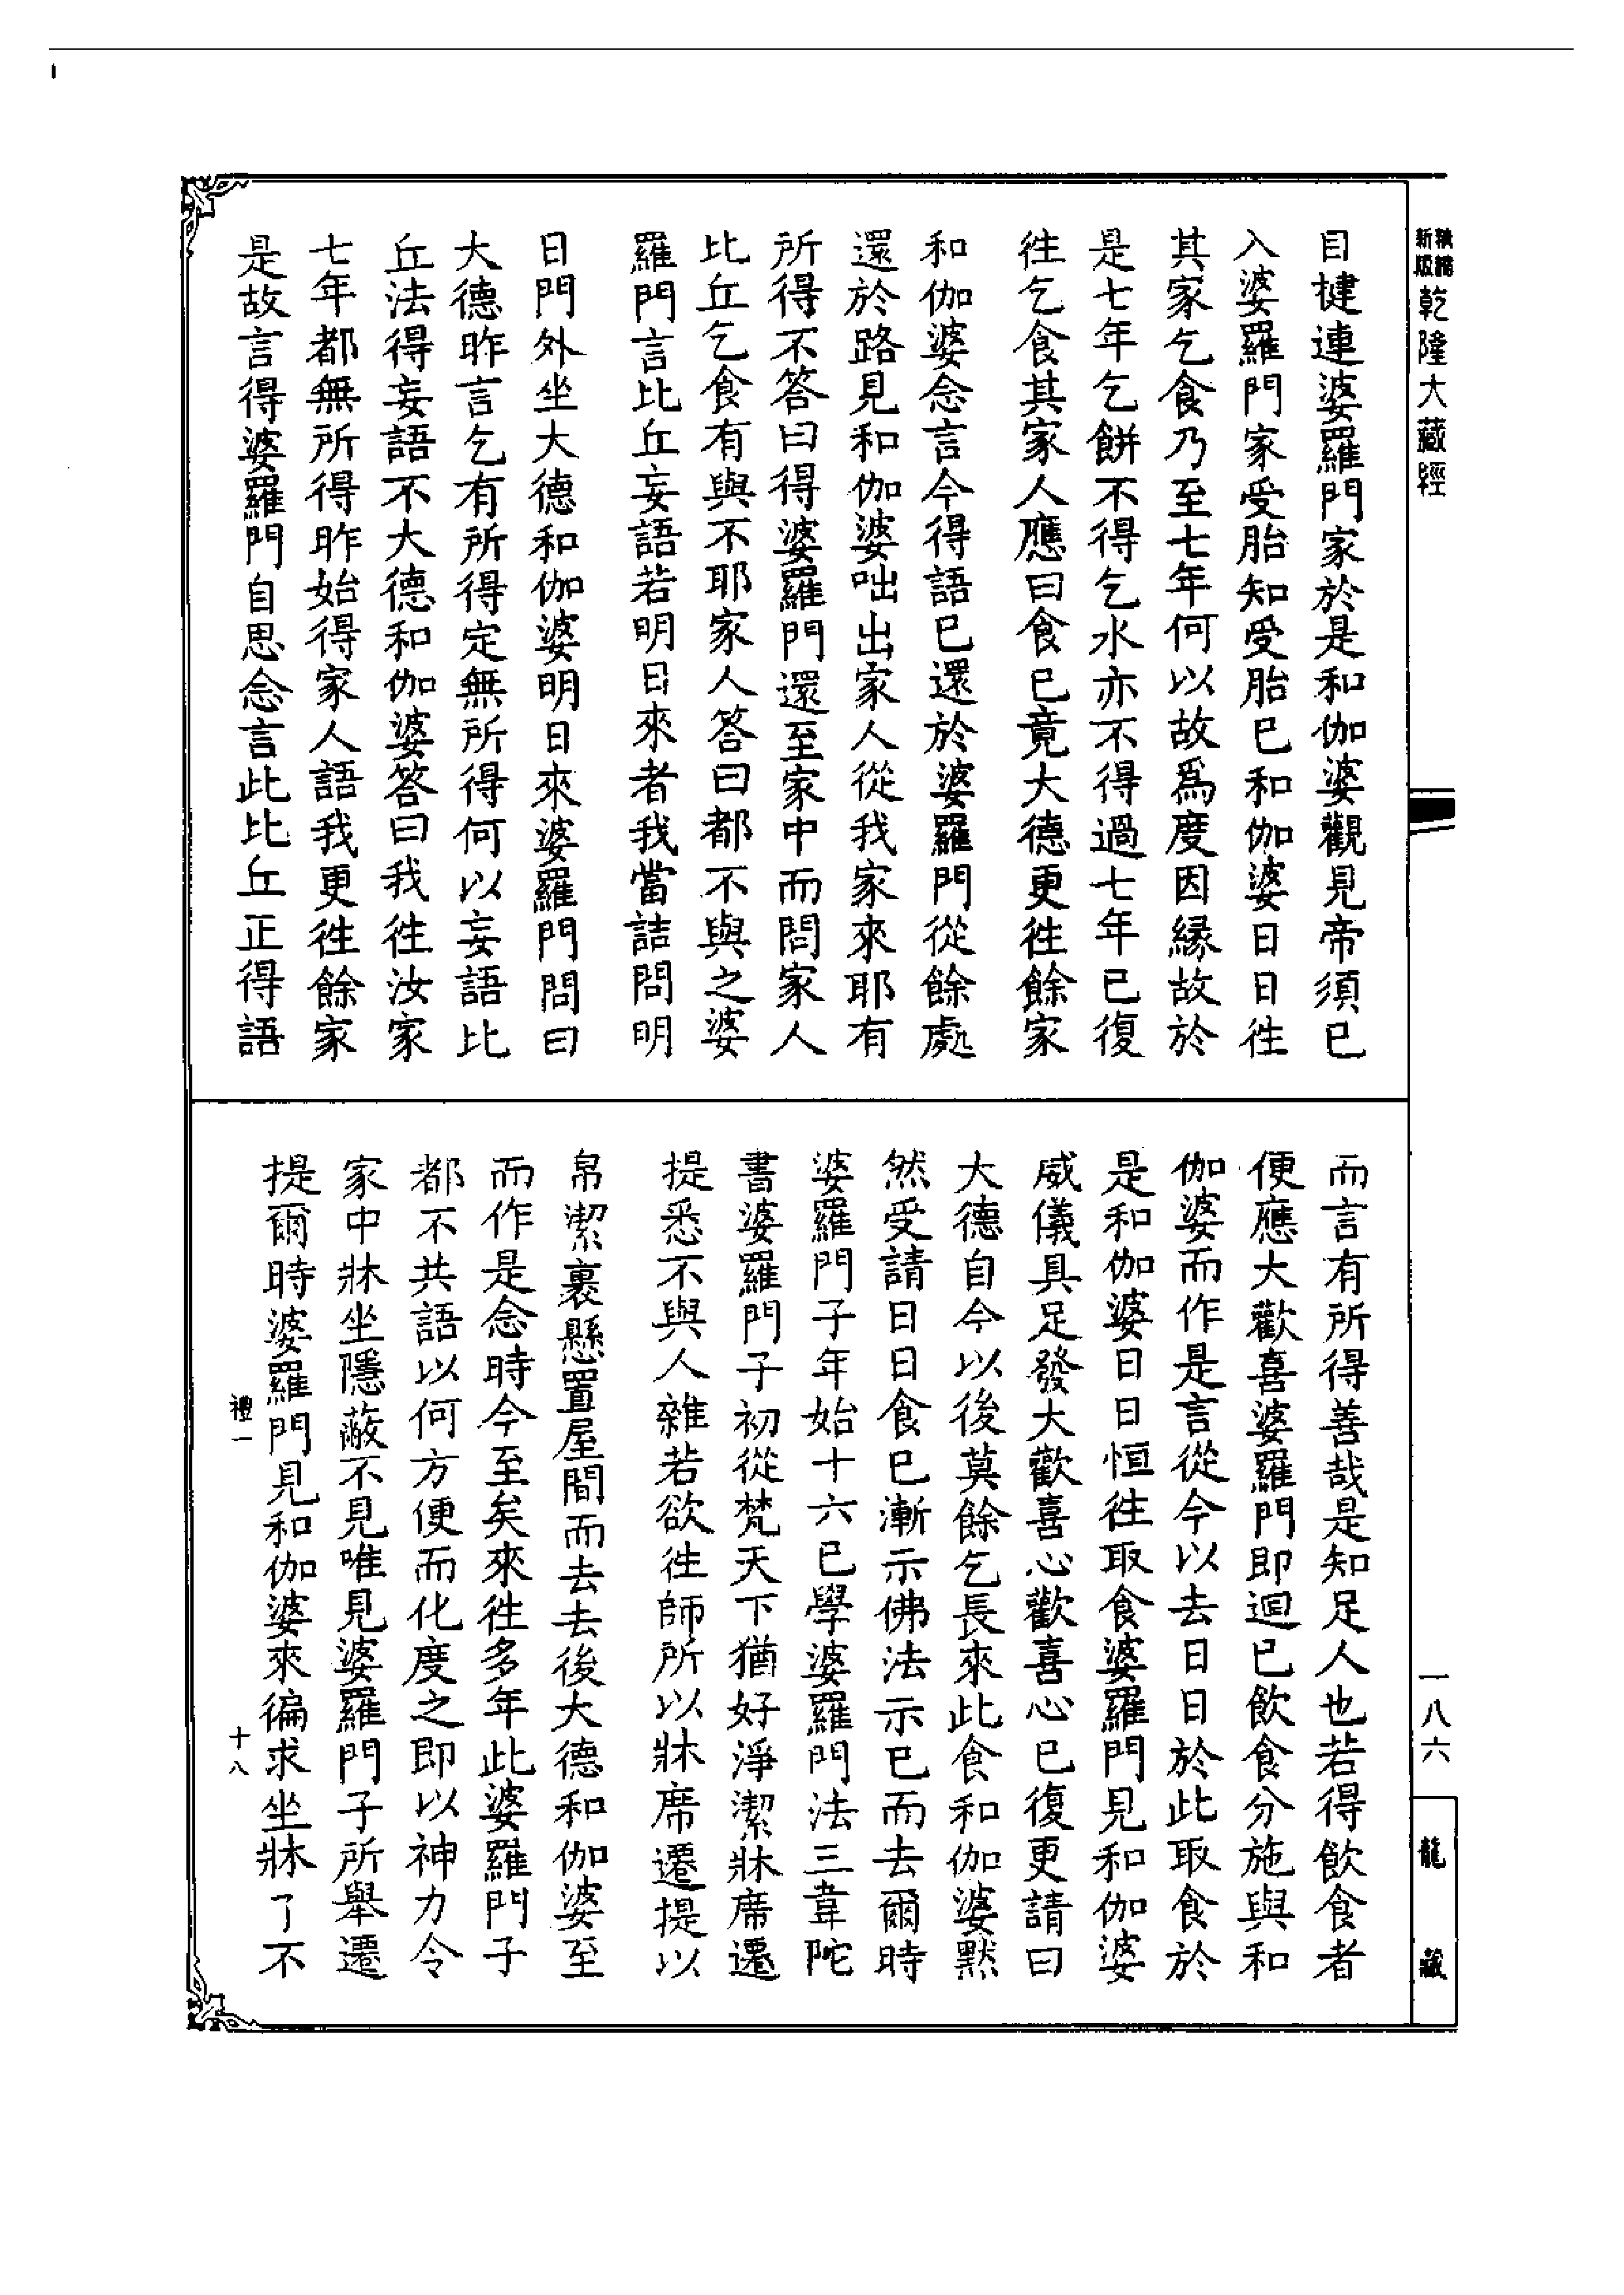 新版
乾隆大藏經
目揵連婆羅門家於是和伽婆觀見帝須已
入婆羅門家受胎知受胎已和伽婆日日往
其家乞食乃至七年何以故爲度因緣故於
是七年乞餅不得乞水亦不得過七年已復
往乞食其家人應曰食已竟大德更往餘家
和伽婆念言今得語已還於婆羅門從餘處
還於路見和伽婆咄出家人從我家來耶有
所得不答曰得婆羅門還至家中而問家人
比丘乞食有與不耶家人答曰都不與之婆
羅門言比丘妄語若明日來者我當詰問明
日門外坐大德和伽婆明日來婆羅門問曰
大德昨言乞有所得定無所得何以妄語比
丘法得妄語不大德和伽婆答曰我往汝家
七年都無所得昨始得家人語我更往餘家
是故言得婆羅門自思念言此比丘正得語
而言有所得善哉是知足人也若得飲食者
便應大歡喜婆羅門即迴已飲食分施與和
伽婆而作是言從今以去日日於此取食於
是和伽婆日日恒往取食婆羅門見和伽婆
威儀具足發大歡喜心歡喜心已復更請曰
大德自今以後莫餘乞長來此食和伽婆默
然受請日日食已漸示佛法示已而去爾時
婆羅門子年始十六已學婆羅門法三韋陀
書婆羅門子初從梵天下猶好淨潔牀席遷
提悉不與人雜若欲往師所以牀席遷提以
帛潔裏懸置屋間而去去後大德和伽婆至
而作是念時今至矣來往多年此婆羅門子
都不共語以何方便而化度之即以神力令
家中牀坐隱蔽不見唯見婆羅門子所舉遷
提爾時婆羅門見和伽婆來徧求坐牀了不
禮一
十八
一八六
龍藏